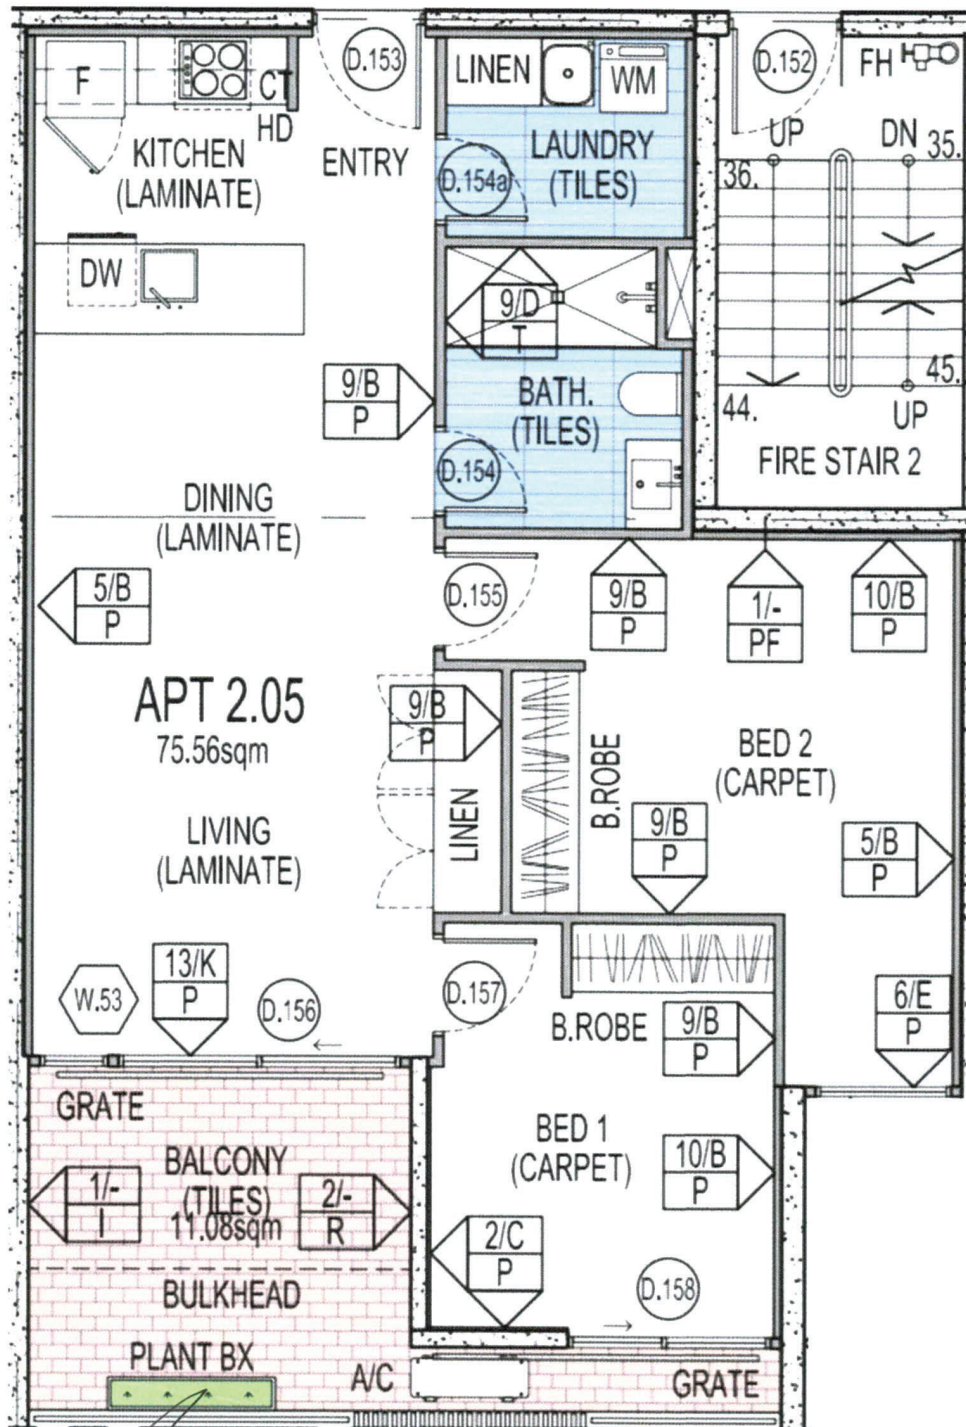 D.153
D.152
FH
F
CT
HD
LINEN
WM
KITCHEN
(LAMINATE)
ENTRY
LAUNDRY
(TILES)
D.154a
UP
DN
35.
36.
DW
9/D
T
9/B
P
BATH.
(TILES)
D.154
44.
45.
UP
FIRE STAIR 2
DINING
(LAMINATE)
5/B
P
D.155
9/B
P
1/-
PF
10/B
P
APT 2.05
75.56sqm
9/B
P
LINEN
B.ROBE
BED 2
(CARPET)
LIVING
(LAMINATE)
9/B
P
5/B
P
W.53
13/K
P
D.156
D.157
B.ROBE
9/B
P
6/E
P
GRATE
BALCONY
(TILES)
11.08sqm
1/-
I
2/-
R
BED 1
(CARPET)
10/B
P
2/C
P
D.158
BULKHEAD
PLANT BX
A/C
GRATE